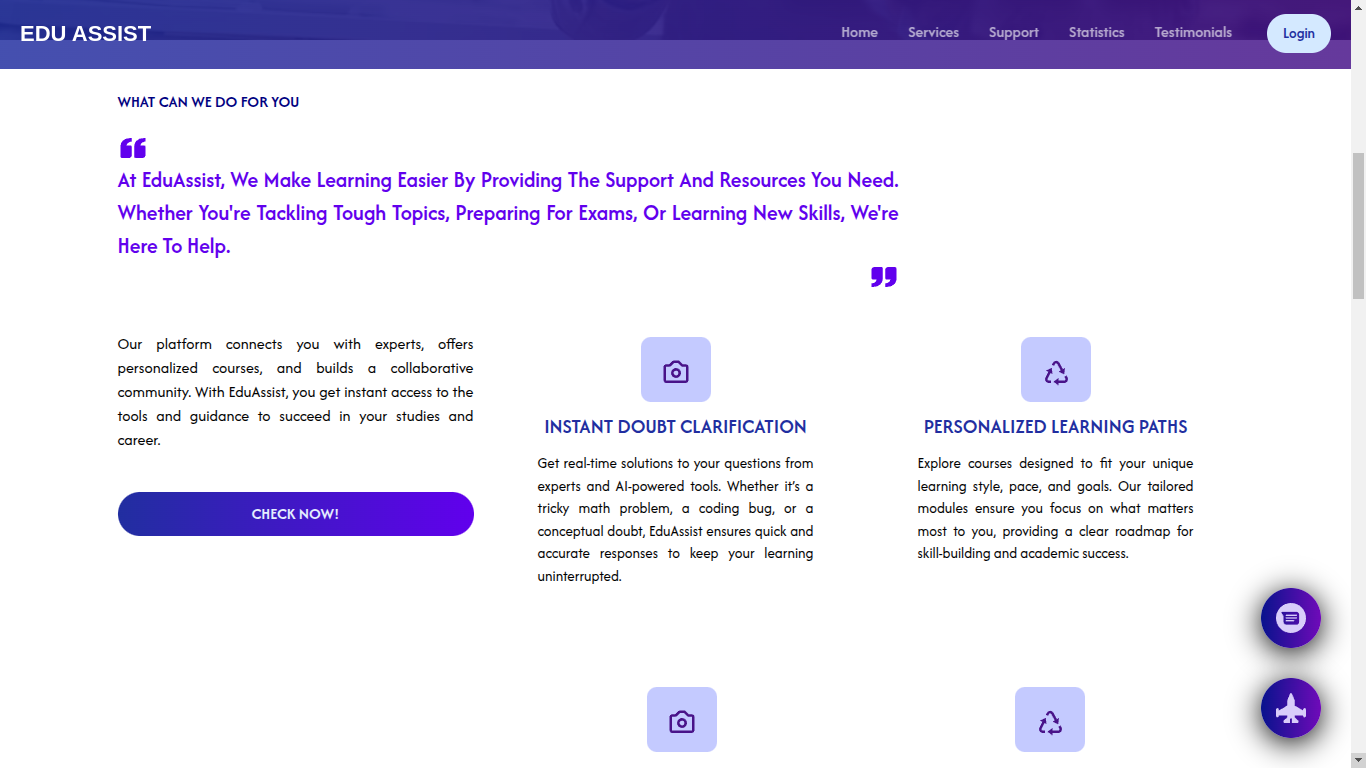 EDU ASSIST
Home Services Support Statistics Testimonials Login
WHAT CAN WE DO FOR YOU
❝
At EduAssist, We Make Learning Easier By Providing The Support And Resources You Need.
Whether You're Tackling Tough Topics, Preparing For Exams, Or Learning New Skills, We're
Here To Help.
❞
Our platform connects you with experts, offers
personalized courses, and builds a collaborative
community. With EduAssist, you get instant access to the
tools and guidance to succeed in your studies and
career.
CHECK NOW!
INSTANT DOUBT CLARIFICATION
Get real-time solutions to your questions from
experts and AI-powered tools. Whether it’s a
tricky math problem, a coding bug, or a
conceptual doubt, EduAssist ensures quick and
accurate responses to keep your learning
uninterrupted.
PERSONALIZED LEARNING PATHS
Explore courses designed to fit your unique
learning style, pace, and goals. Our tailored
modules ensure you focus on what matters
most to you, providing a clear roadmap for
skill-building and academic success.